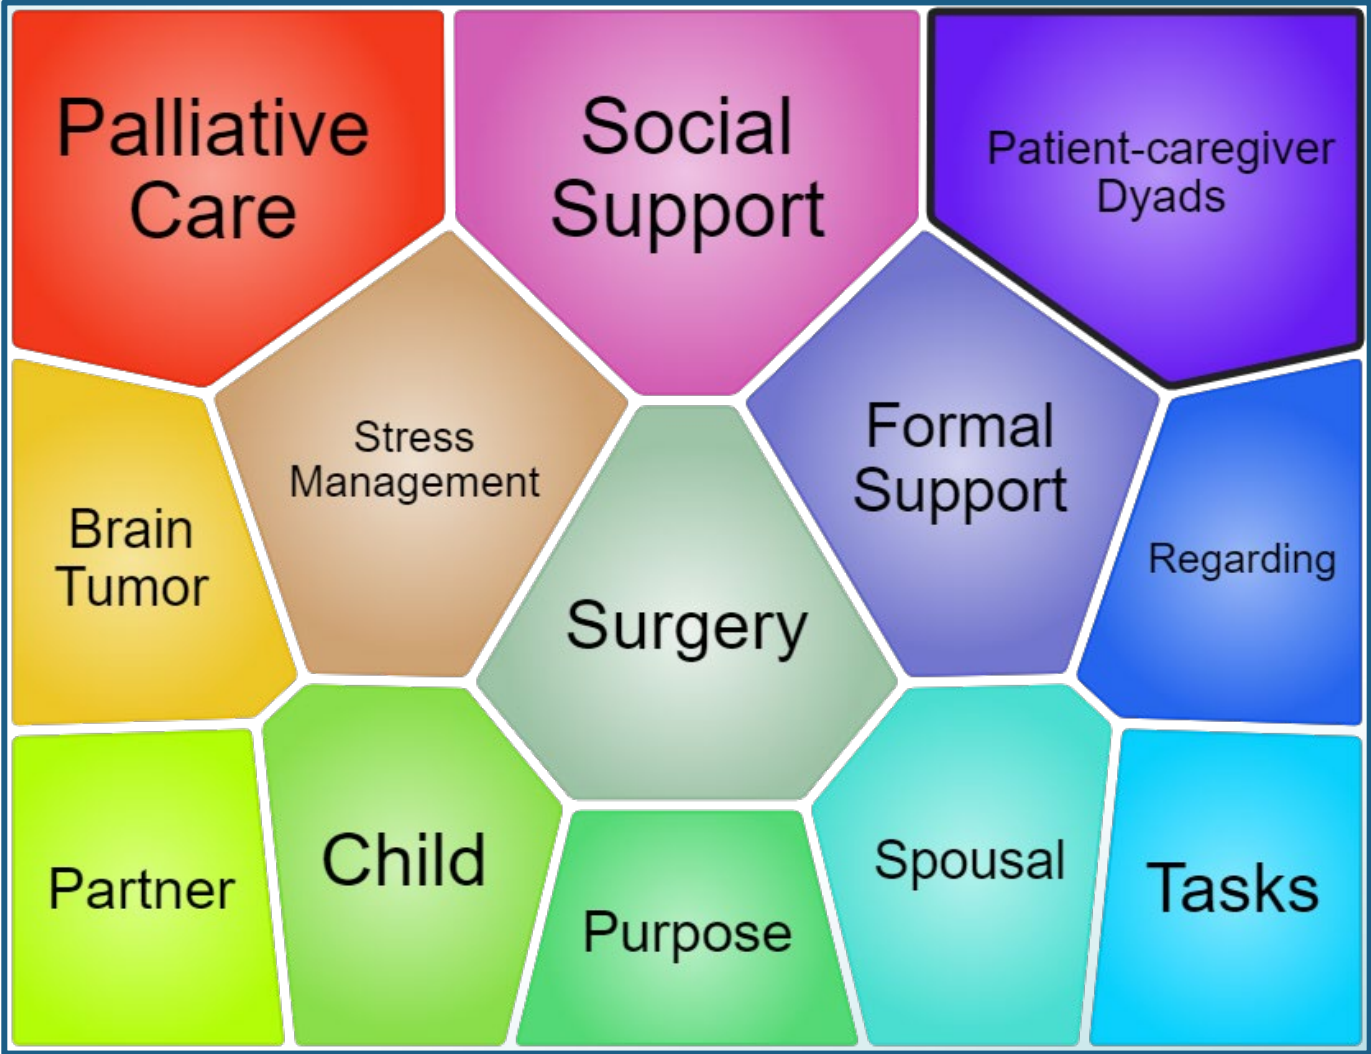 Palliative
Care
Social
Support
Patient-caregiver
Dyads
Stress
Management
Formal
Support
Brain
Tumor
Surgery
Regarding
Partner
Child
Purpose
Spousal
Tasks